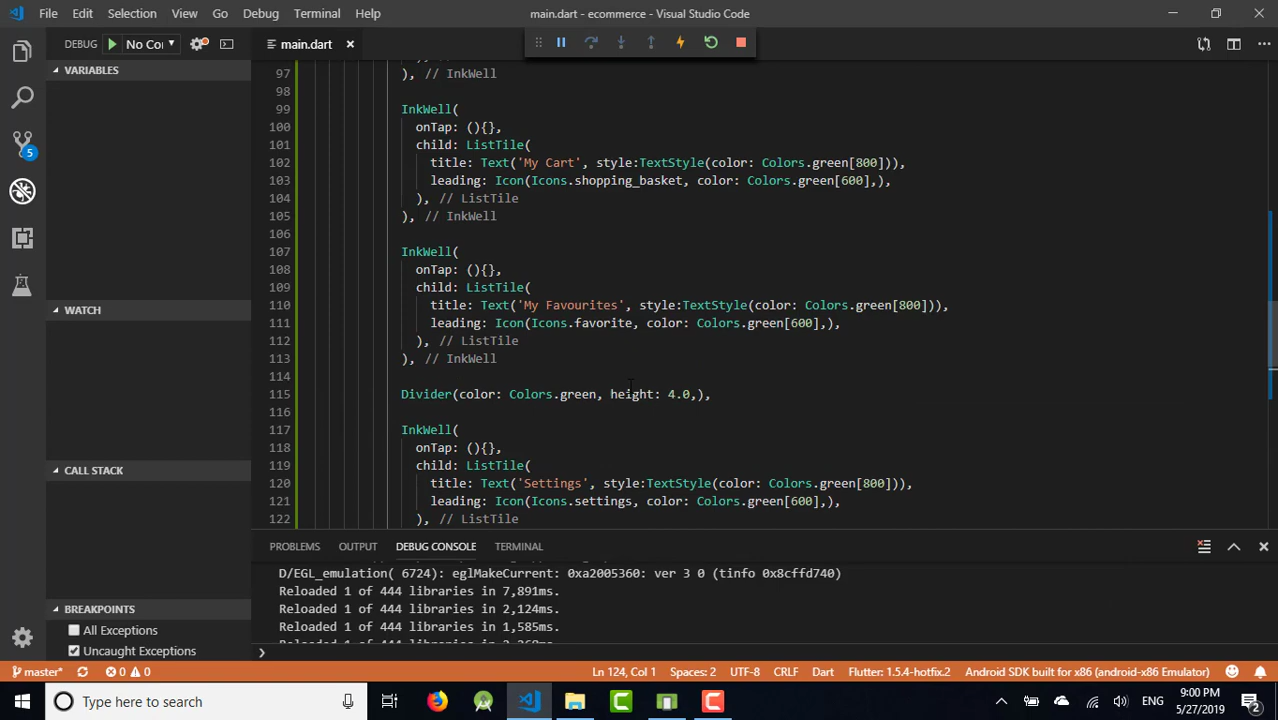 File Edit Selection View Go Debug Terminal Help
main.dart - ecommerce - Visual Studio Code
DEBUG No Co
main.dart
VARIABLES
WATCH
CALL STACK
BREAKPOINTS
All Exceptions
Uncaught Exceptions
97 ), // InkWell
98
99 InkWell(
100 onTap: (){},
101 child: ListTile(
102 title: Text('My Cart', style:TextStyle(color: Colors.green[800])),
103 leading: Icon(Icons.shopping_basket, color: Colors.green[600],),
104 ), // ListTile
105 ), // InkWell
106
107 InkWell(
108 onTap: (){},
109 child: ListTile(
110 title: Text('My Favourites', style:TextStyle(color: Colors.green[800])),
111 leading: Icon(Icons.favorite, color: Colors.green[600],),
112 ), // ListTile
113 ), // InkWell
114
115 Divider(color: Colors.green, height: 4.0,),
116
117 InkWell(
118 onTap: (){},
119 child: ListTile(
120 title: Text('Settings', style:TextStyle(color: Colors.green[800])),
121 leading: Icon(Icons.settings, color: Colors.green[600],),
122 ), // ListTile
PROBLEMS OUTPUT DEBUG CONSOLE TERMINAL
D/EGL_emulation( 6724): eglMakeCurrent: 0xa2005360: ver 3 0 (tinfo 0x8cffd740)
Reloaded 1 of 444 libraries in 7,891ms.
Reloaded 1 of 444 libraries in 2,124ms.
Reloaded 1 of 444 libraries in 1,585ms.
5
master* 0 0 Ln 124, Col 1 Spaces: 2 UTF-8 CRLF Dart Flutter: 1.5.4-hotfix.2 Android SDK built for x86 (android-x86 Emulator)
Type here to search
ENG
9:00 PM
5/27/2019
2